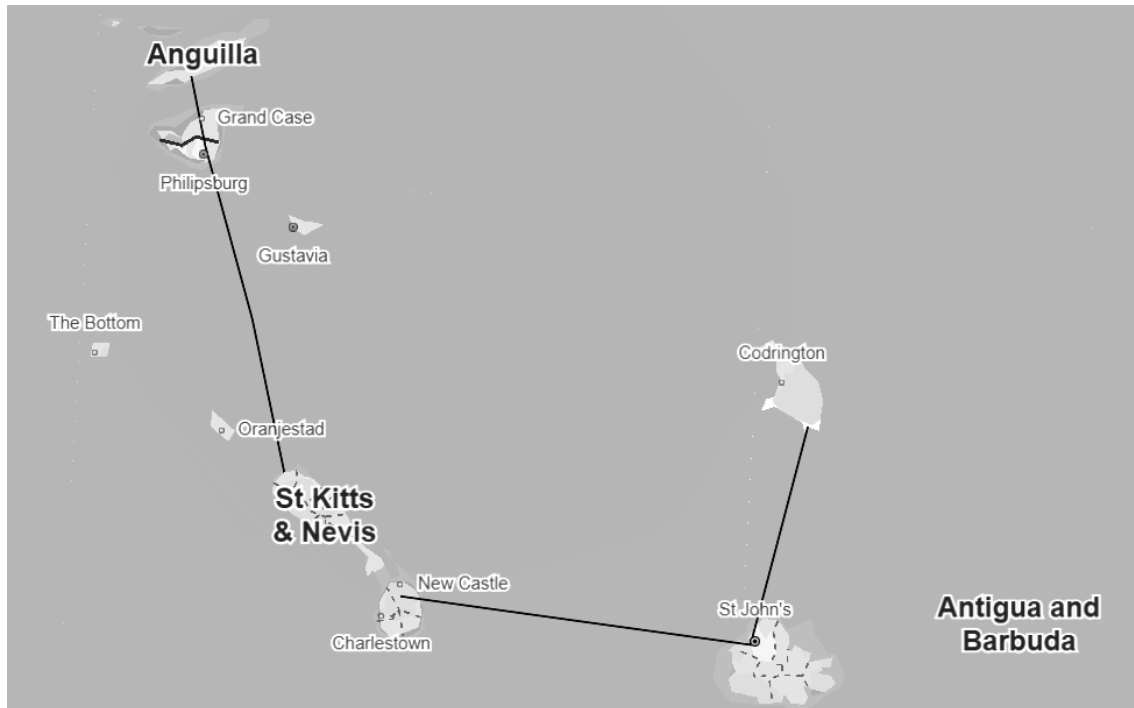 Anguilla
Grand Case
Philipsburg
Gustavia
The Bottom
Codrington
Oranjestad
St Kitts
& Nevis
New Castle
St John's
Antigua and
Barbuda
Charlestown